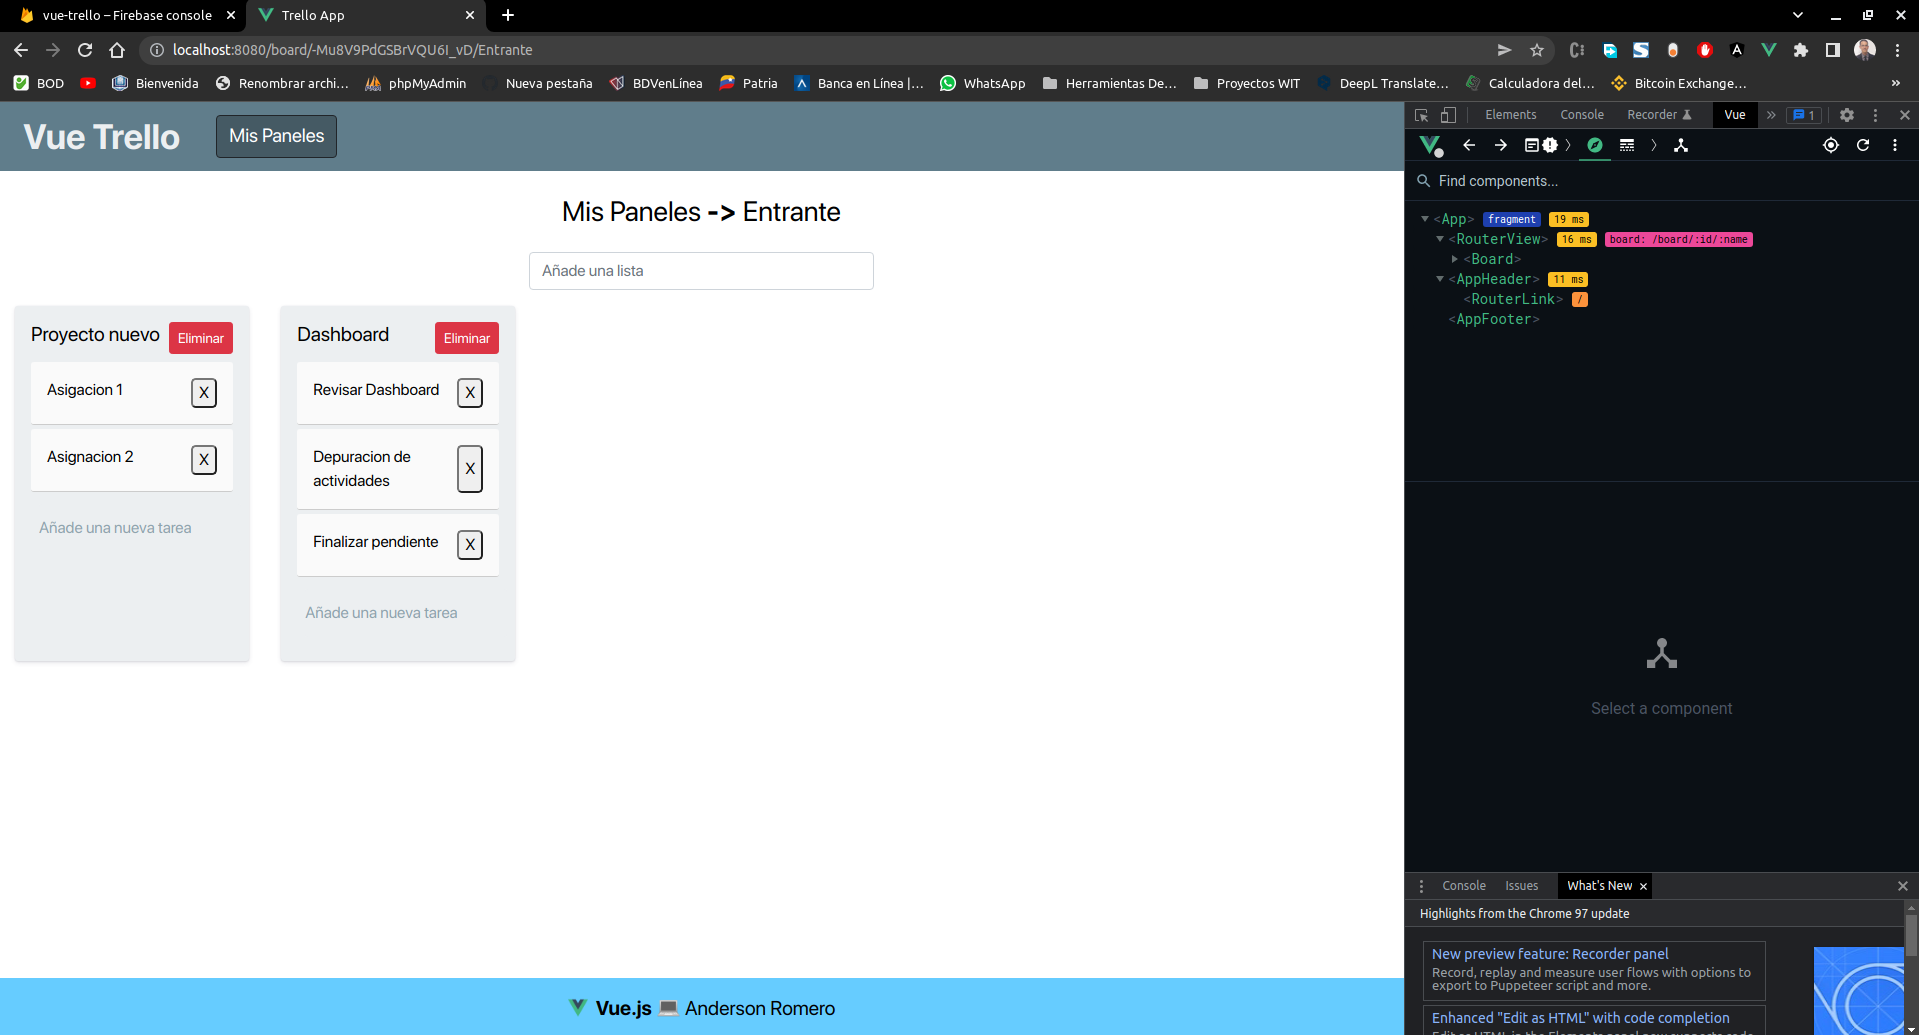 vue-trello – Firebase console
Trello App
localhost:8080/board/-Mu8V9PdGSBrVQU6I_vD/Entrante
BOD
Bienvenida
Renombrar archi...
phpMyAdmin
Nueva pestaña
BDVenLínea
Patria
Banca en Línea |...
WhatsApp
Herramientas De...
Proyectos WIT
DeepL Translate...
Calculadora del...
Bitcoin Exchange...
»
Vue Trello
Mis Paneles
Mis Paneles -> Entrante
Añade una lista
Proyecto nuevo
Eliminar
Asigacion 1
X
Asignacion 2
X
Añade una nueva tarea
Dashboard
Eliminar
Revisar Dashboard
X
Depuracion de
actividades
X
Finalizar pendiente
X
Añade una nueva tarea
Vue.js 💻 Anderson Romero
Elements
Console
Recorder
Vue
»
1
Find components...
<App> fragment 19 ms
<RouterView> 16 ms board: /board/:id/:name
<Board>
<AppHeader> 11 ms
<RouterLink> /
<AppFooter>
Select a component
Console
Issues
What's New
Highlights from the Chrome 97 update
New preview feature: Recorder panel
Record, replay and measure user flows with options to
export to Puppeteer script and more.
Enhanced "Edit as HTML" with code completion